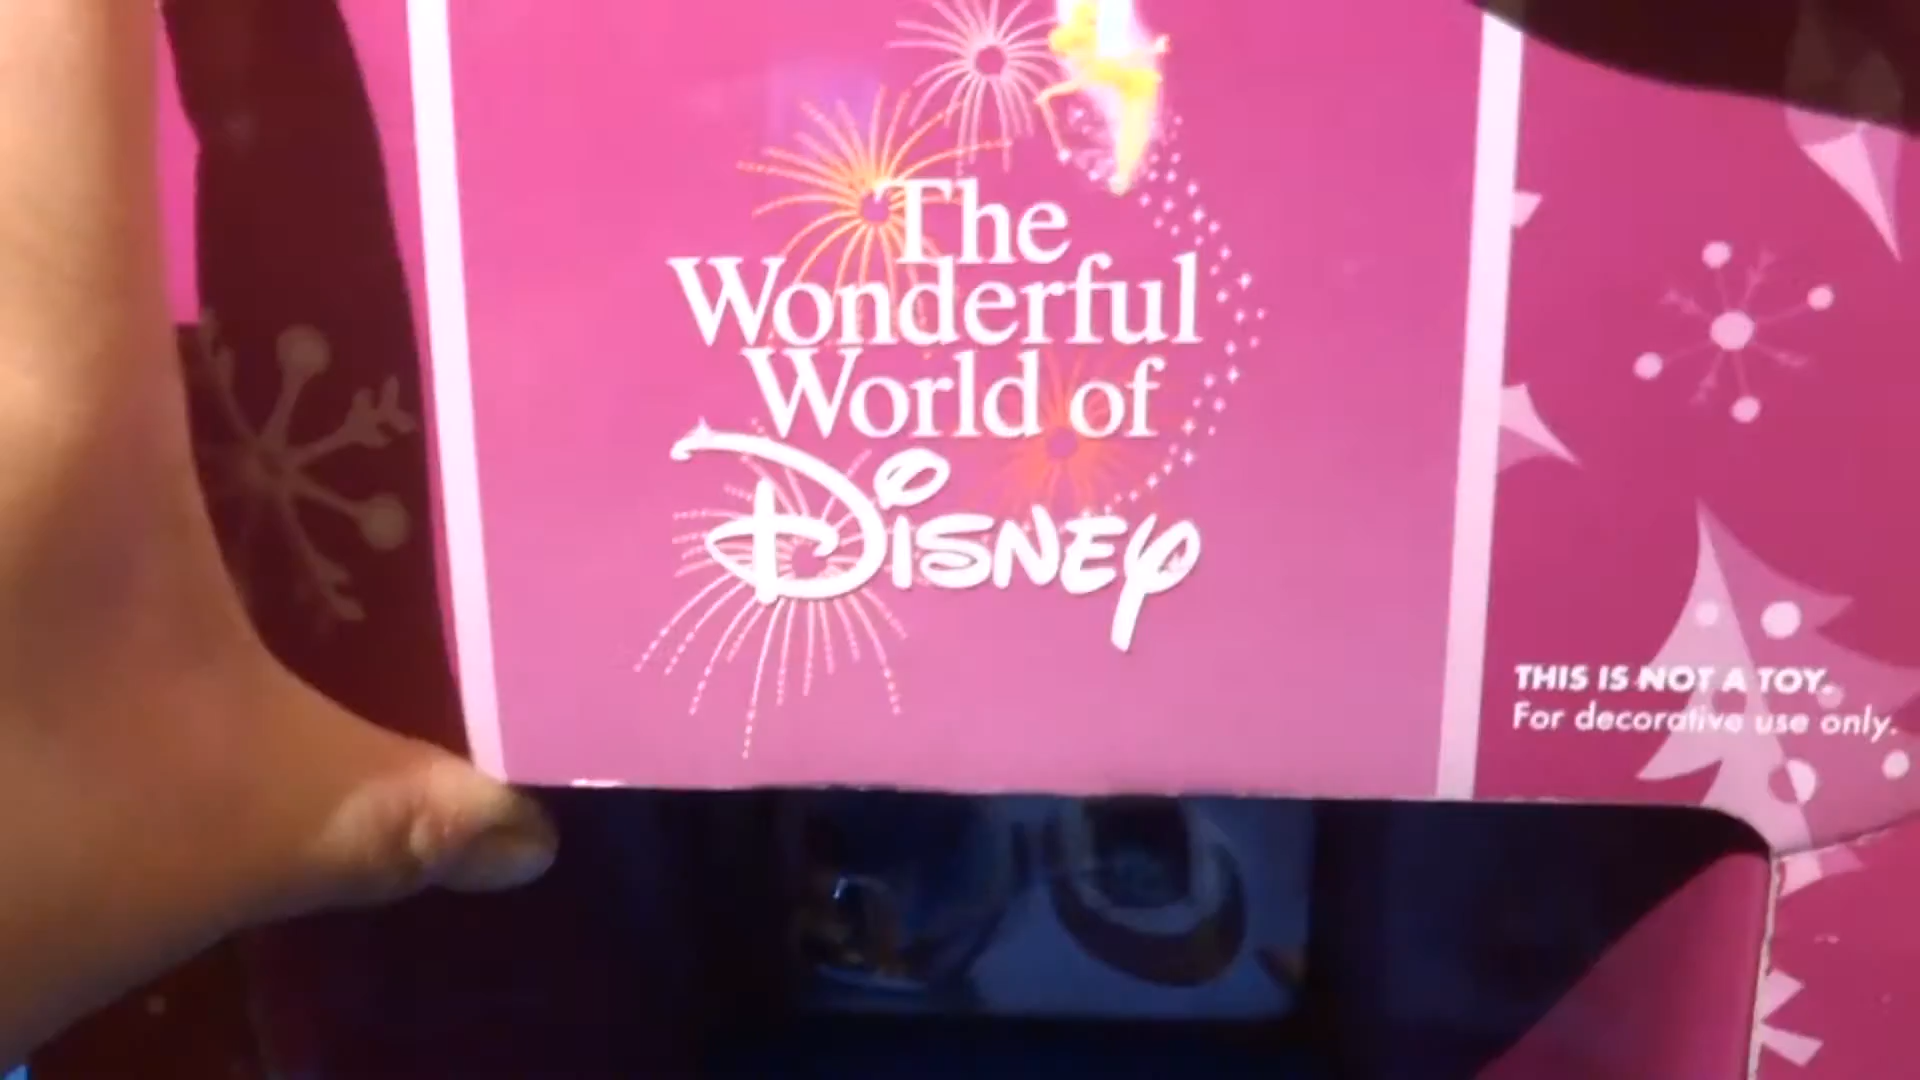 The
Wonderful
World of
Disney
THIS IS NOT A TOY.
For decorative use only.